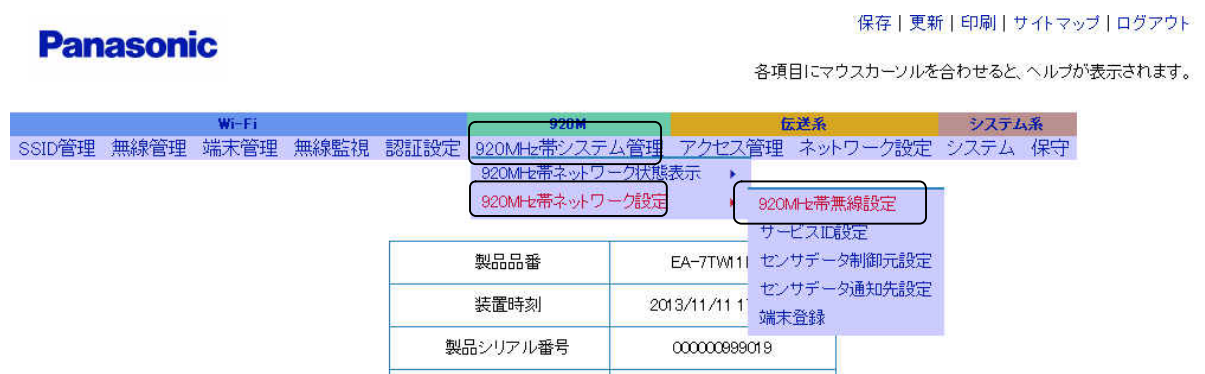 保存 | 更新 | 印刷 | サイトマップ | ログアウト
Panasonic
各項目にマウスカーソルを合わせると、ヘルプが表示されます。
Wi-Fi 920M 伝送系 システム系
SSID管理 無線管理 端末管理 無線監視 認証設定 920MHz帯システム管理 アクセス管理 ネットワーク設定 システム 保守
920MHz帯ネットワーク状態表示
920MHz帯ネットワーク設定 920MHz帯無線設定
サービスID設定
製品品番 EA-7TW11 センサデータ制御元設定
センサデータ通知先設定
装置時刻 2013/11/11 1
端末登録
製品シリアル番号 000000999019